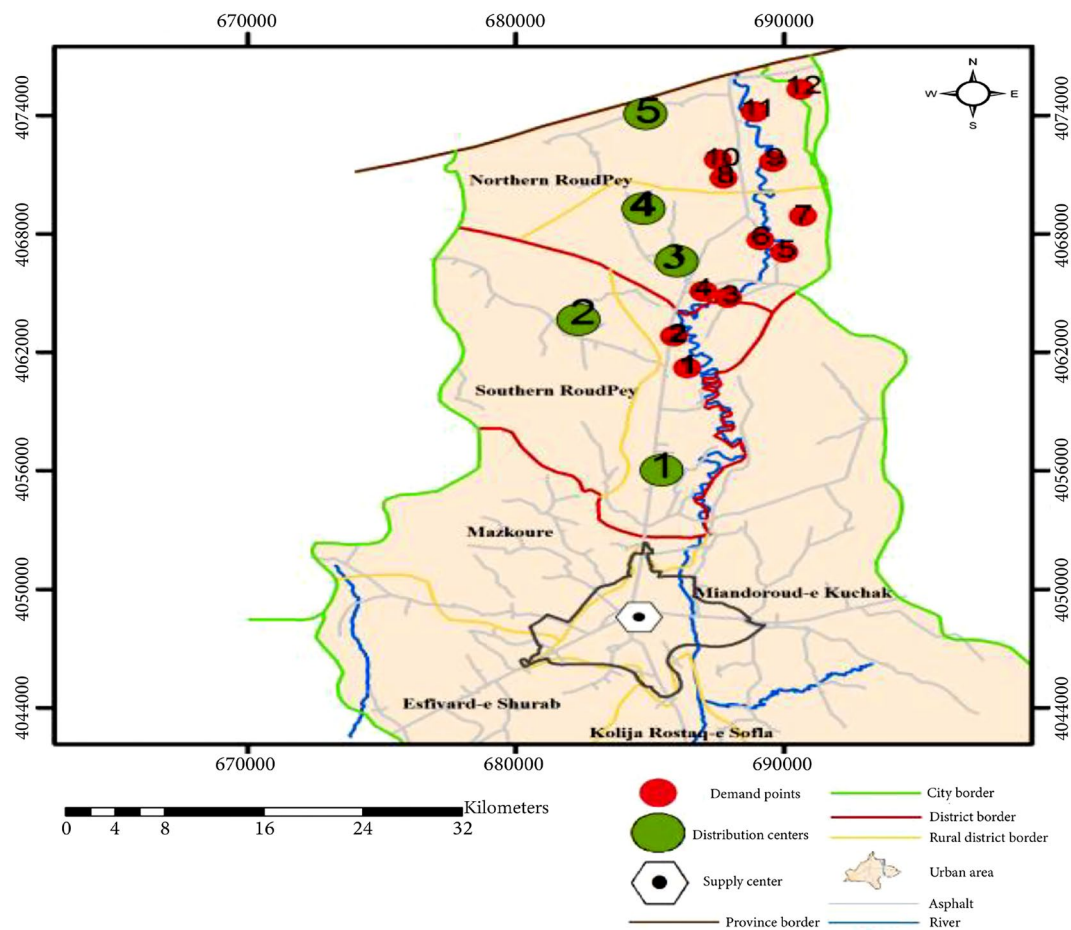 670000 680000 690000
N
W E
S
4074000 4074000
4068000 4068000
4062000 4062000
4056000 4056000
4050000 4050000
4044000 4044000
12
5 11
10 9
8
Northern RoudPey
4 7
6
5
3
4 3
2
2
1
Southern RoudPey
1
Mazkoure
Miandoroud-e Kuchak
Esfivard-e Shurab
Kolija Rostaq-e Sofla
670000 680000 690000
Kilometers
0 4 8 16 24 32
Demand points
Distribution centers
Supply center
Province border
City border
District border
Rural district border
Urban area
Asphalt
River